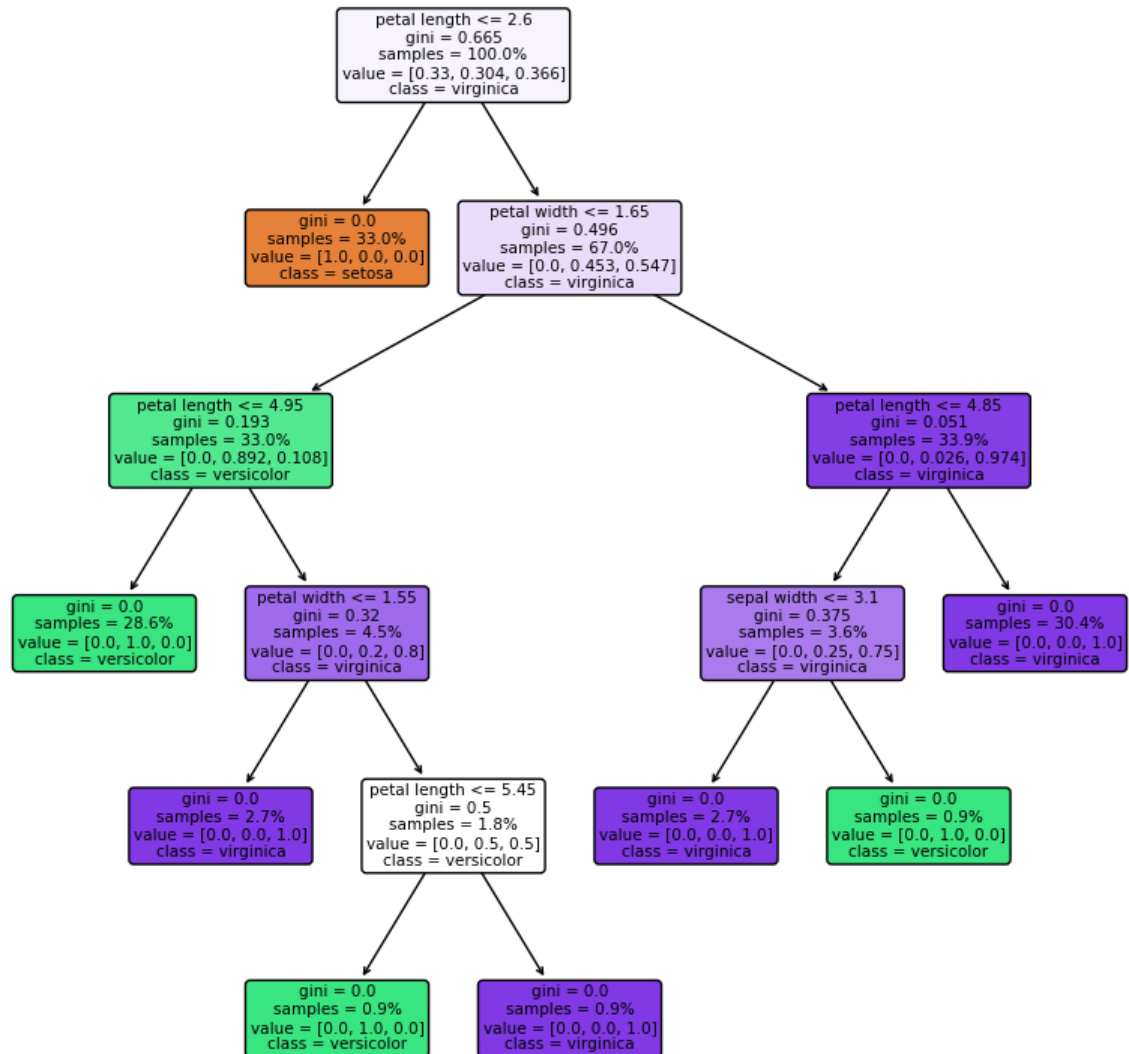 petal length <= 2.6
gini = 0.665
samples = 100.0%
value = [0.33, 0.304, 0.366]
class = virginica
gini = 0.0
samples = 33.0%
value = [1.0, 0.0, 0.0]
class = setosa
petal width <= 1.65
gini = 0.496
samples = 67.0%
value = [0.0, 0.453, 0.547]
class = virginica
petal length <= 4.95
gini = 0.193
samples = 33.0%
value = [0.0, 0.892, 0.108]
class = versicolor
petal length <= 4.85
gini = 0.051
samples = 33.9%
value = [0.0, 0.026, 0.974]
class = virginica
gini = 0.0
samples = 28.6%
value = [0.0, 1.0, 0.0]
class = versicolor
petal width <= 1.55
gini = 0.32
samples = 4.5%
value = [0.0, 0.2, 0.8]
class = virginica
sepal width <= 3.1
gini = 0.375
samples = 3.6%
value = [0.0, 0.25, 0.75]
class = virginica
gini = 0.0
samples = 30.4%
value = [0.0, 0.0, 1.0]
class = virginica
gini = 0.0
samples = 2.7%
value = [0.0, 0.0, 1.0]
class = virginica
petal length <= 5.45
gini = 0.5
samples = 1.8%
value = [0.0, 0.5, 0.5]
class = versicolor
gini = 0.0
samples = 2.7%
value = [0.0, 0.0, 1.0]
class = virginica
gini = 0.0
samples = 0.9%
value = [0.0, 1.0, 0.0]
class = versicolor
gini = 0.0
samples = 0.9%
value = [0.0, 1.0, 0.0]
class = versicolor
gini = 0.0
samples = 0.9%
value = [0.0, 0.0, 1.0]
class = virginica